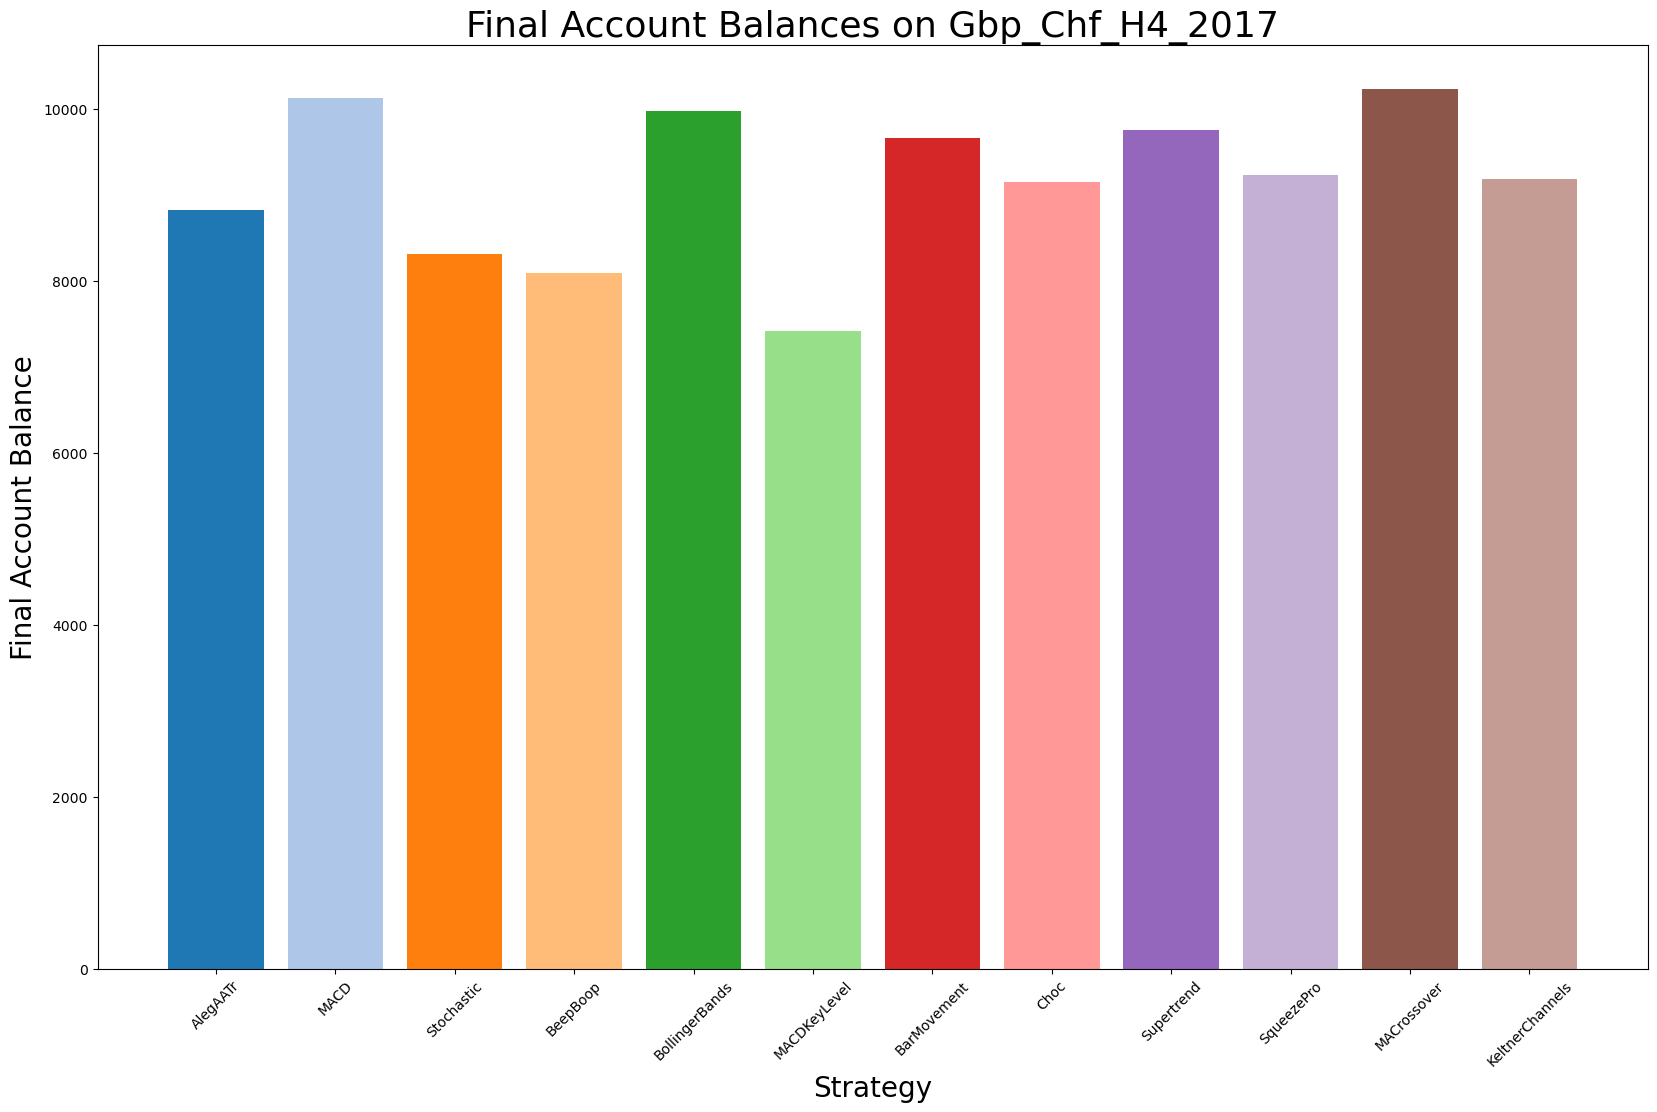 Final Account Balances on Gbp_Chf_H4_2017
Final Account Balance
10000
8000
6000
4000
2000
0
AlegAATr
MACD
Stochastic
BeepBoop
BollingerBands
MACDKeyLevel
BarMovement
Choc
Supertrend
SqueezePro
MACrossover
KeltnerChannels
Strategy